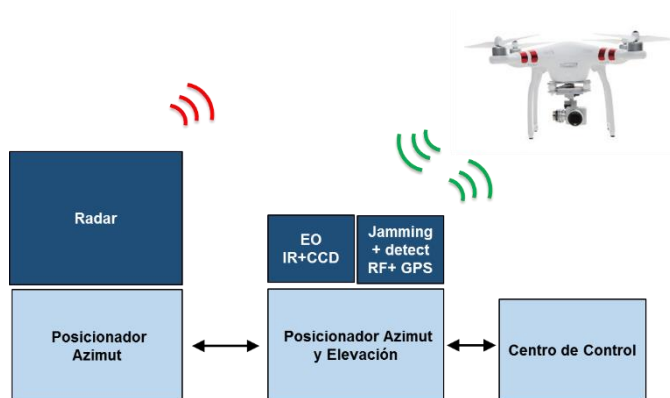 Radar
EO
IR+CCD
Jamming
+ detect
RF+ GPS
Posicionador
Azimut
Posicionador Azimut
y Elevación
Centro de Control